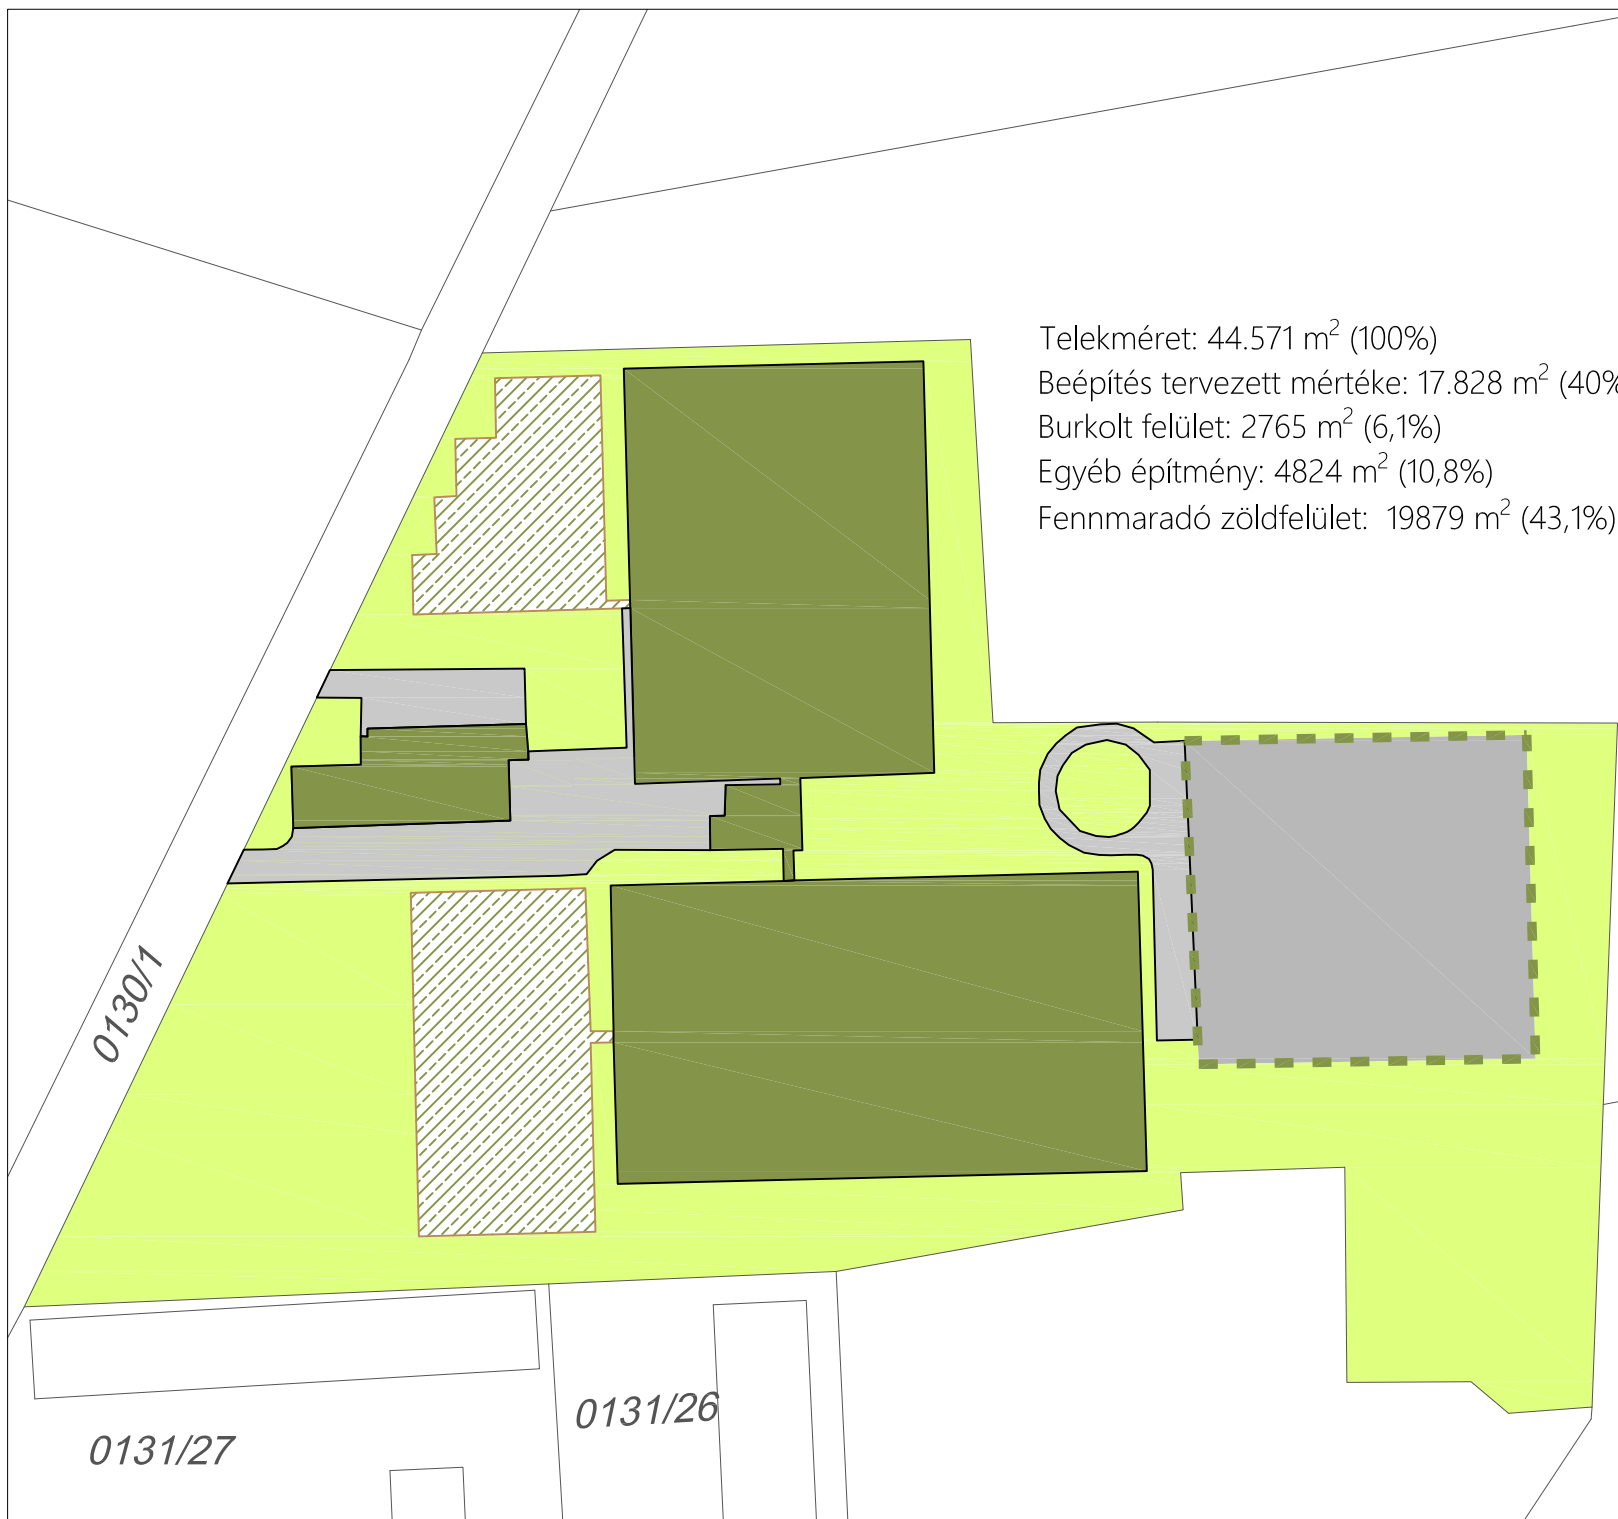 Telekméret: 44.571 m² (100%)
Beépítés tervezett mértéke: 17.828 m² (40%
Burkolt felület: 2765 m² (6,1%)
Egyéb építmény: 4824 m² (10,8%)
Fennmaradó zöldfelület: 19879 m² (43,1%)
0130/1
0131/26
0131/27